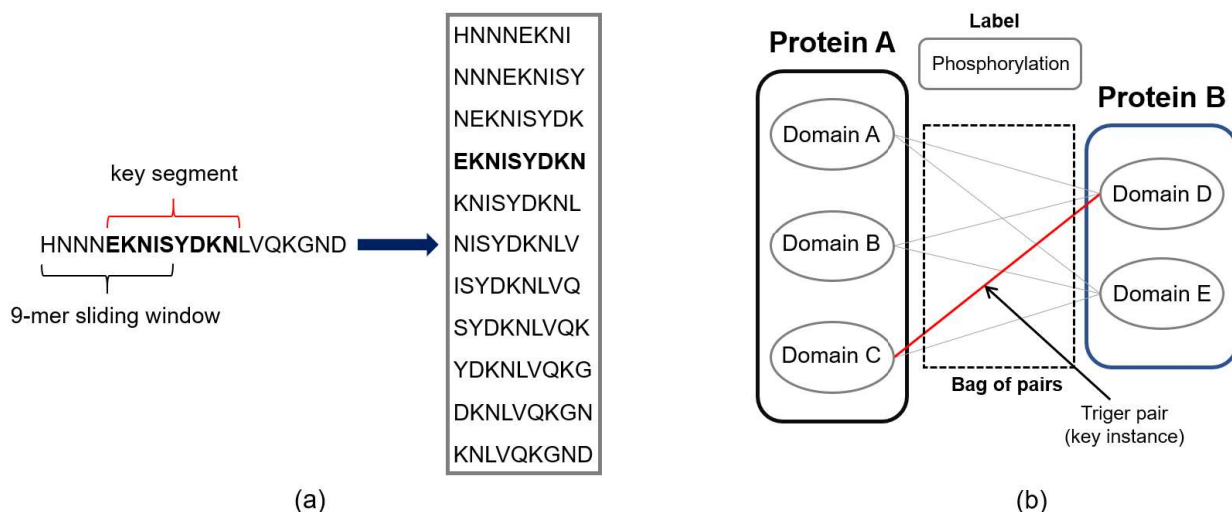 key segment
HNNNEKNISYDKNLVQKGND
9-mer sliding window
HNNNEKNI
NNNEKNISY
NEKNISYDK
EKNISYDKN
KNISYDKNL
NISYDKNLV
ISYDKNLVQ
SYDKNLVQK
YDKNLVQKG
DKNLVQKGN
KNLVQKGND
(a)
Label
Phosphorylation
Protein A
Domain A
Domain B
Domain C
Protein B
Domain D
Domain E
Bag of pairs
Triger pair
(key instance)
(b)